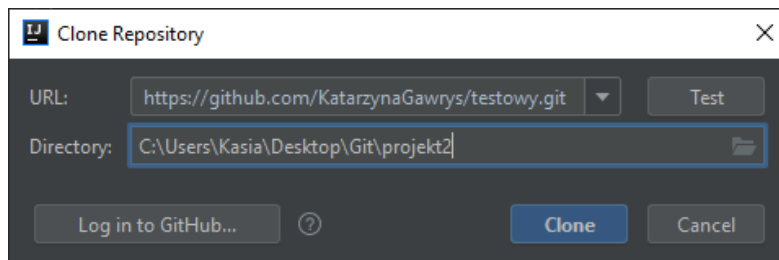 IJ Clone Repository
URL: https://github.com/KatarzynaGawrys/testowy.git Test
Directory: C:\Users\Kasia\Desktop\Git\projekt2
Log in to GitHub... ? Clone Cancel